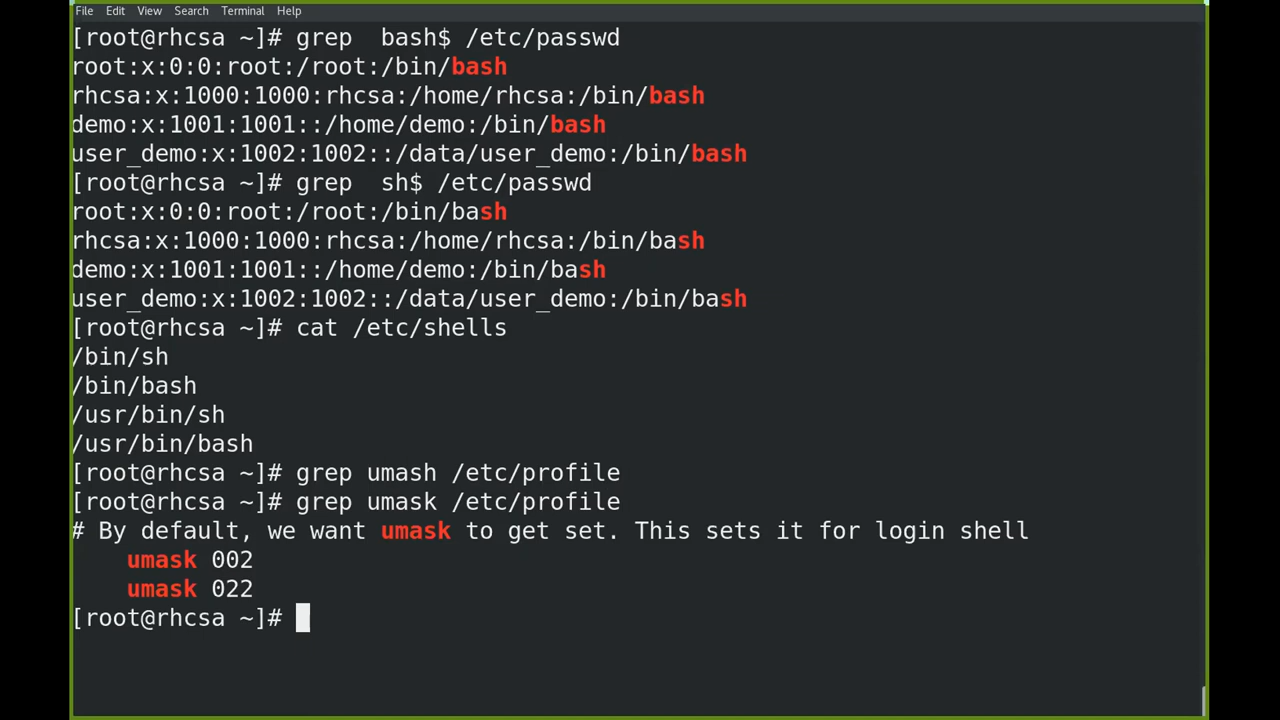 File Edit View Search Terminal Help
[root@rhcsa ~]# grep  bash$ /etc/passwd
root:x:0:0:root:/root:/bin/bash
rhcsa:x:1000:1000:rhcsa:/home/rhcsa:/bin/bash
demo:x:1001:1001::/home/demo:/bin/bash
user_demo:x:1002:1002::/data/user_demo:/bin/bash
[root@rhcsa ~]# grep  sh$ /etc/passwd
root:x:0:0:root:/root:/bin/bash
rhcsa:x:1000:1000:rhcsa:/home/rhcsa:/bin/bash
demo:x:1001:1001::/home/demo:/bin/bash
user_demo:x:1002:1002::/data/user_demo:/bin/bash
[root@rhcsa ~]# cat /etc/shells
/bin/sh
/bin/bash
/usr/bin/sh
/usr/bin/bash
[root@rhcsa ~]# grep umash /etc/profile
[root@rhcsa ~]# grep umask /etc/profile
# By default, we want umask to get set. This sets it for login shell
    umask 002
    umask 022
[root@rhcsa ~]#